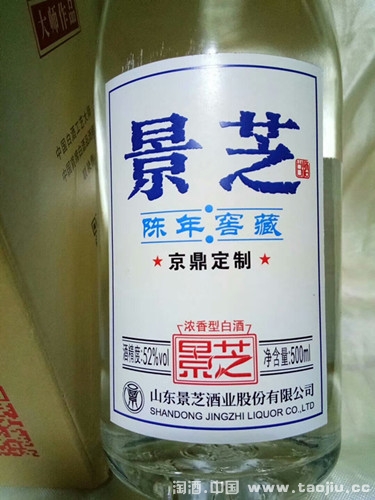 大师作品
景芝
陈年窖藏
★京鼎定制★
浓香型白酒
酒精度:52%vol
景芝
净含量:500ml
山东景芝酒业股份有限公司
SHANDONG JINGZHI LIQUOR CO.,LTD
淘酒.中国 www.taojiu.cc